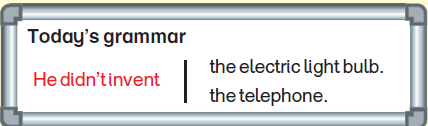 Today's grammar
He didn't invent
the electric light bulb.
the telephone.